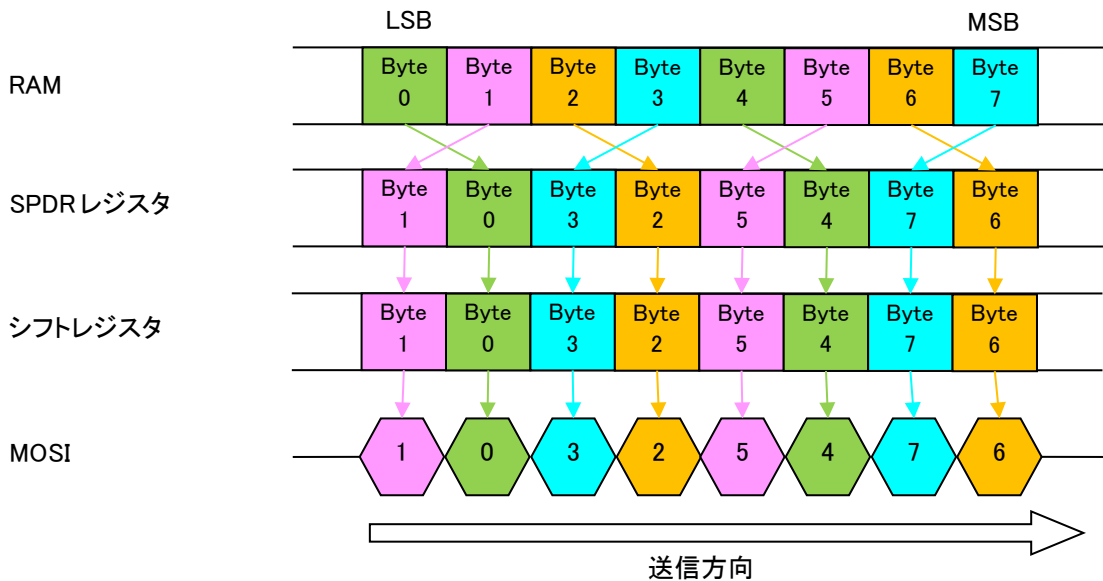 LSB MSB
RAM Byte Byte Byte Byte Byte Byte Byte Byte
0 1 2 3 4 5 6 7
SPDRレジスタ Byte Byte Byte Byte Byte Byte Byte Byte
1 0 3 2 5 4 7 6
シフトレジスタ Byte Byte Byte Byte Byte Byte Byte Byte
1 0 3 2 5 4 7 6
MOSI 1 0 3 2 5 4 7 6
送信方向